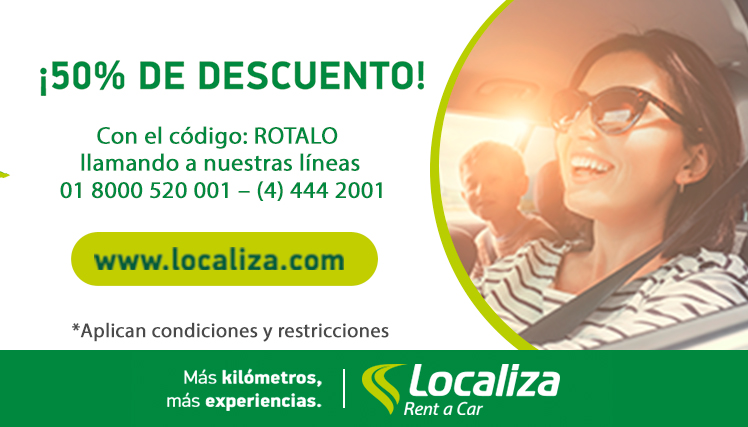 ¡50% DE DESCUENTO!
Con el código: ROTALO
llamando a nuestras líneas
01 8000 520 001 – (4) 444 2001
www.localiza.com
*Aplican condiciones y restricciones
Más kilómetros,
más experiencias.
Localiza
Rent a Car